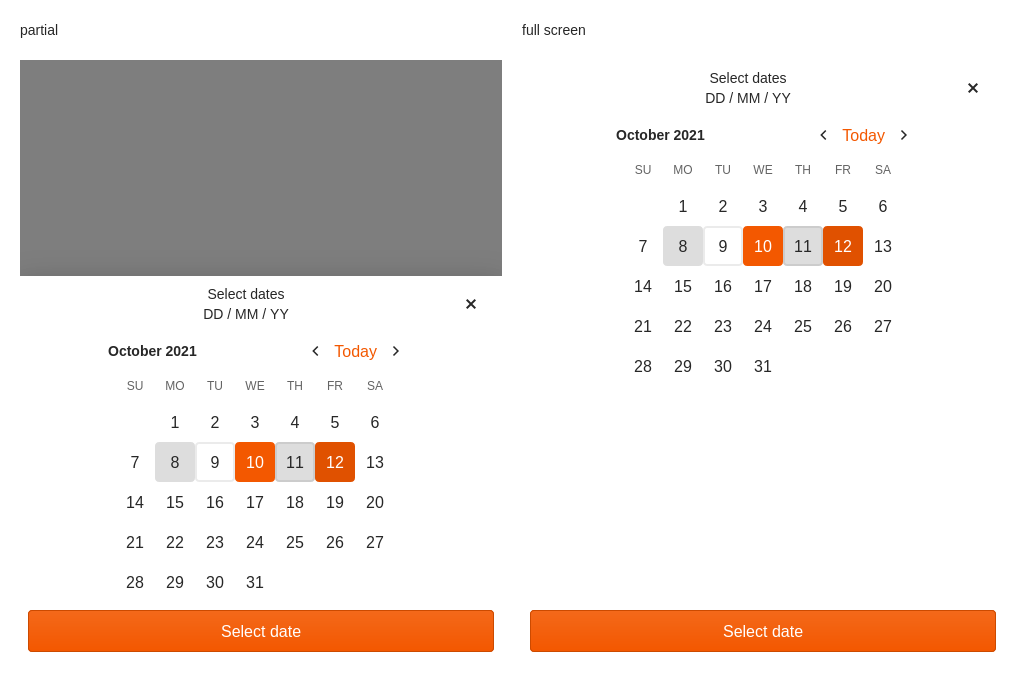 partial
Select dates
DD / MM / YY
October 2021 Today
SU MO TU WE TH FR SA
1 2 3 4 5 6
7 8 9 10 11 12 13
14 15 16 17 18 19 20
21 22 23 24 25 26 27
28 29 30 31
Select date
full screen
Select dates
DD / MM / YY
October 2021 Today
SU MO TU WE TH FR SA
1 2 3 4 5 6
7 8 9 10 11 12 13
14 15 16 17 18 19 20
21 22 23 24 25 26 27
28 29 30 31
Select date